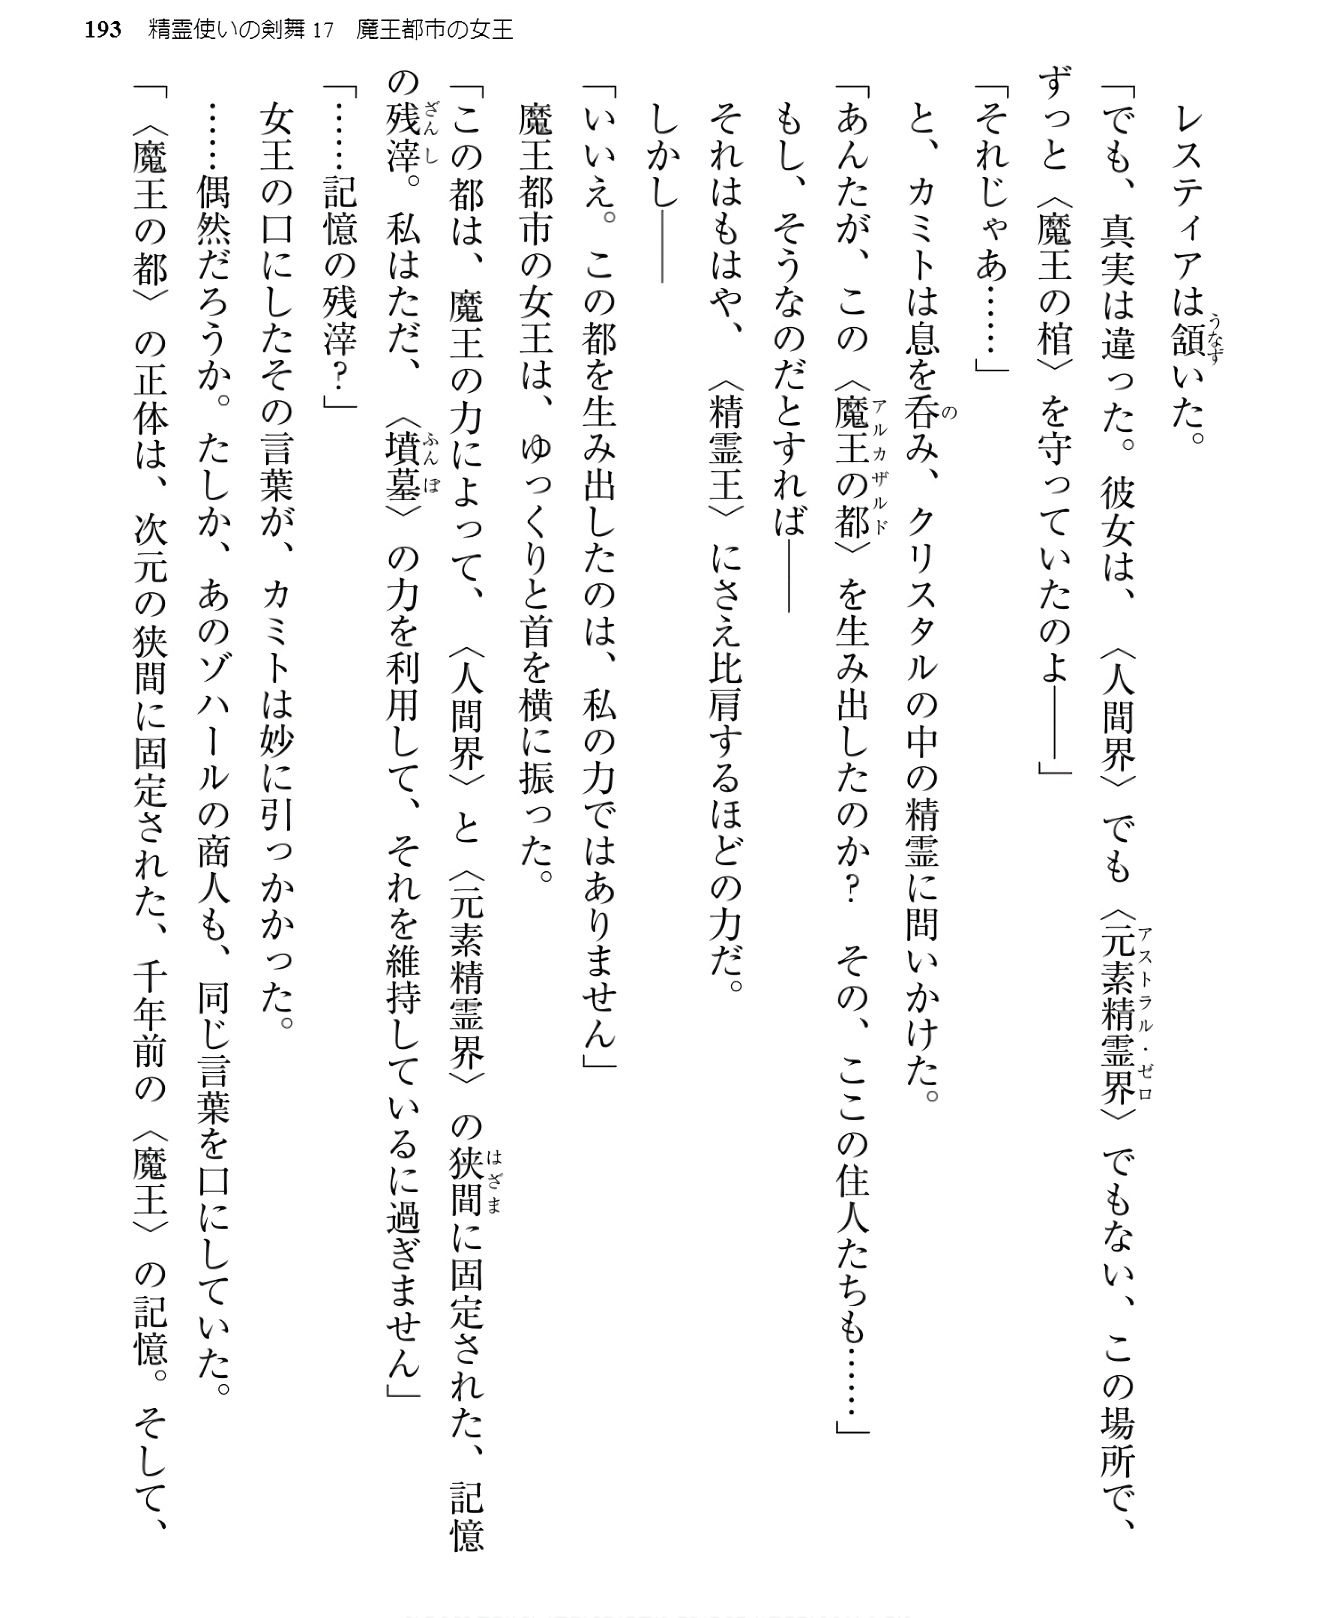 193　精霊使いの剣舞17　魔王都市の女王
　レスティアは頷いた。
「でも、真実は違った。彼女は、〈人間界〉でも〈元素精霊界〉でもない、この場所で、
ずっと〈魔王の棺〉を守っていたのよ――」
「それじゃあ……」
　と、カミトは息を呑み、クリスタルの中の精霊に問いかけた。
「あんたが、この〈魔王の都〉を生み出したのか？　その、ここの住人たちも……」
　もし、そうなのだとすれば――
　それはもはや、〈精霊王〉にさえ比肩するほどの力だ。
　しかし――
「いいえ。この都を生み出したのは、私の力ではありません」
　魔王都市の女王は、ゆっくりと首を横に振った。
「この都は、魔王の力によって、〈人間界〉と〈元素精霊界〉の狭間に固定された、記憶
の残滓。私はただ、〈墳墓〉の力を利用して、それを維持しているに過ぎません」
「……記憶の残滓？」
　女王の口にしたその言葉が、カミトは妙に引っかかった。
　……偶然だろうか。たしか、あのゾハールの商人も、同じ言葉を口にしていた。
「〈魔王の都〉の正体は、次元の狭間に固定された、千年前の〈魔王〉の記憶。そして、